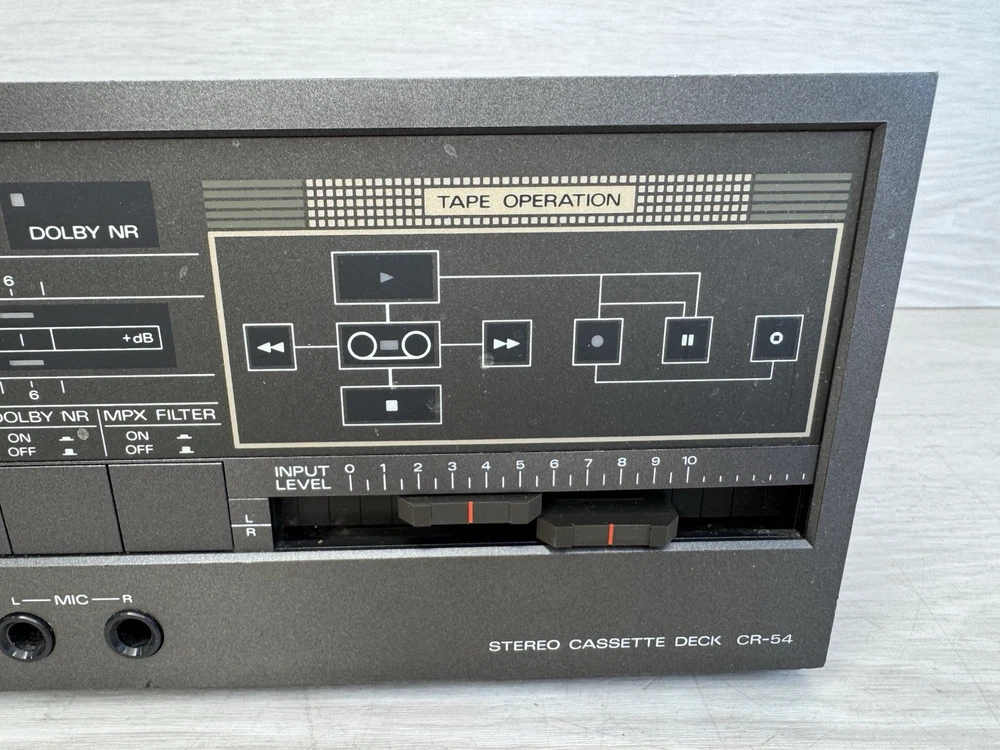 TAPE OPERATION
DOLBY NR
6
+dB
6
DOLBY NR MPX FILTER
ON ON
OFF OFF
INPUT LEVEL 0 1 2 3 4 5 6 7 8 9 10
L
R
L MIC R
STEREO CASSETTE DECK CR-54